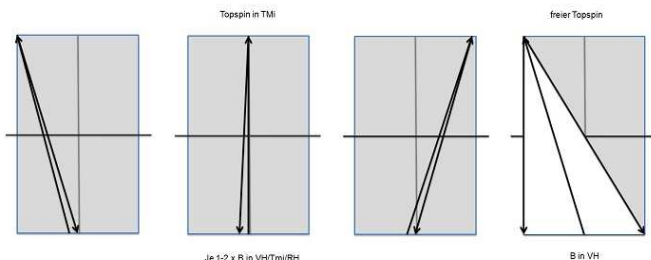 Topspin in TMi
freier Topspin
Je 1-2 x B in VH/Tmi/RH
B in VH